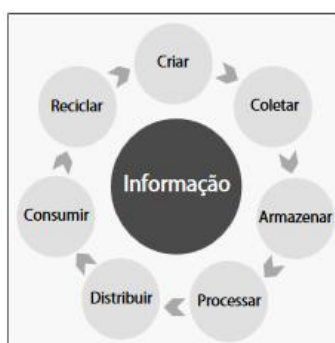 Criar
Coletar
Armazenar
Processar
Distribuir
Consumir
Reciclar
Informação